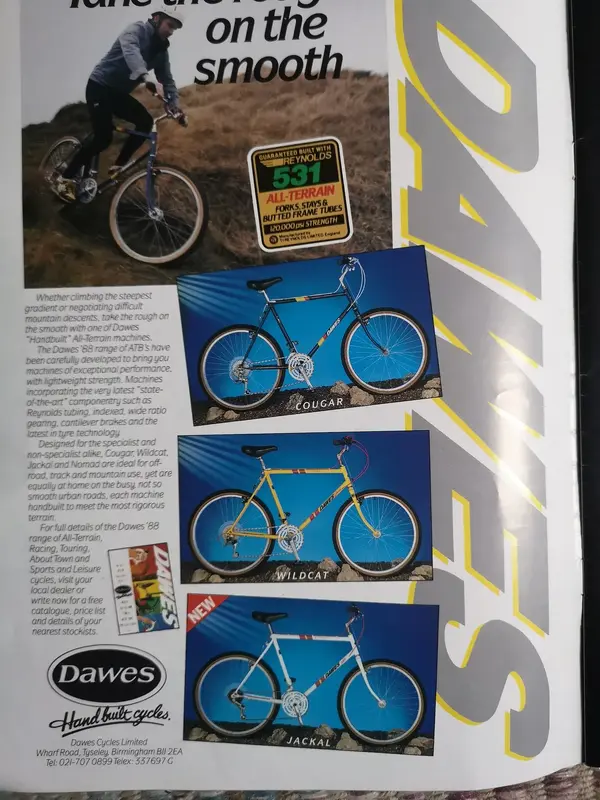 on the
smooth
DAWES
GUARANTEED BUILT WITH
REYNOLDS
531
ALL-TERRAIN
FORKS, STAYS &
BUTTED FRAME TUBES
120,000 PSI STRENGTH
Whether climbing the steepest
gradient or negotiating difficult
mountain descents, take the rough on
the smooth with one of Dawes
"Handbuilt" All-Terrain machines.
The Dawes '88 range of ATB's have
been carefully developed to bring you
machines of exceptional performance,
with lightweight strength. Machines
incorporating the very latest "state-
of-the-art" componentry such as
Reynolds tubing, indexed, wide ratio
gearing, cantilever brakes and the
latest in tyre technology.
Designed for the specialist and
non-specialist alike, Cougar, Wildcat,
Jackal and Nomad are ideal for off-
road, track and mountain use, yet are
equally at home on the busy, not so
smooth urban roads, each machine
handbuilt to meet the most rigorous
terrain.
For full details of the Dawes '88
range of All-Terrain,
Racing, Touring,
About Town and
Sports and Leisure
cycles, visit your
local dealer or
write now for a free
catalogue, price list
and details of your
nearest stockists.
DAWES
COUGAR
WILDCAT
NEW
JACKAL
Dawes
Hand built cycles.
Dawes Cycles Limited
Wharf Road, Tyseley, Birmingham B11 2EA
Tel: 021-707 0899 Telex: 337697 G